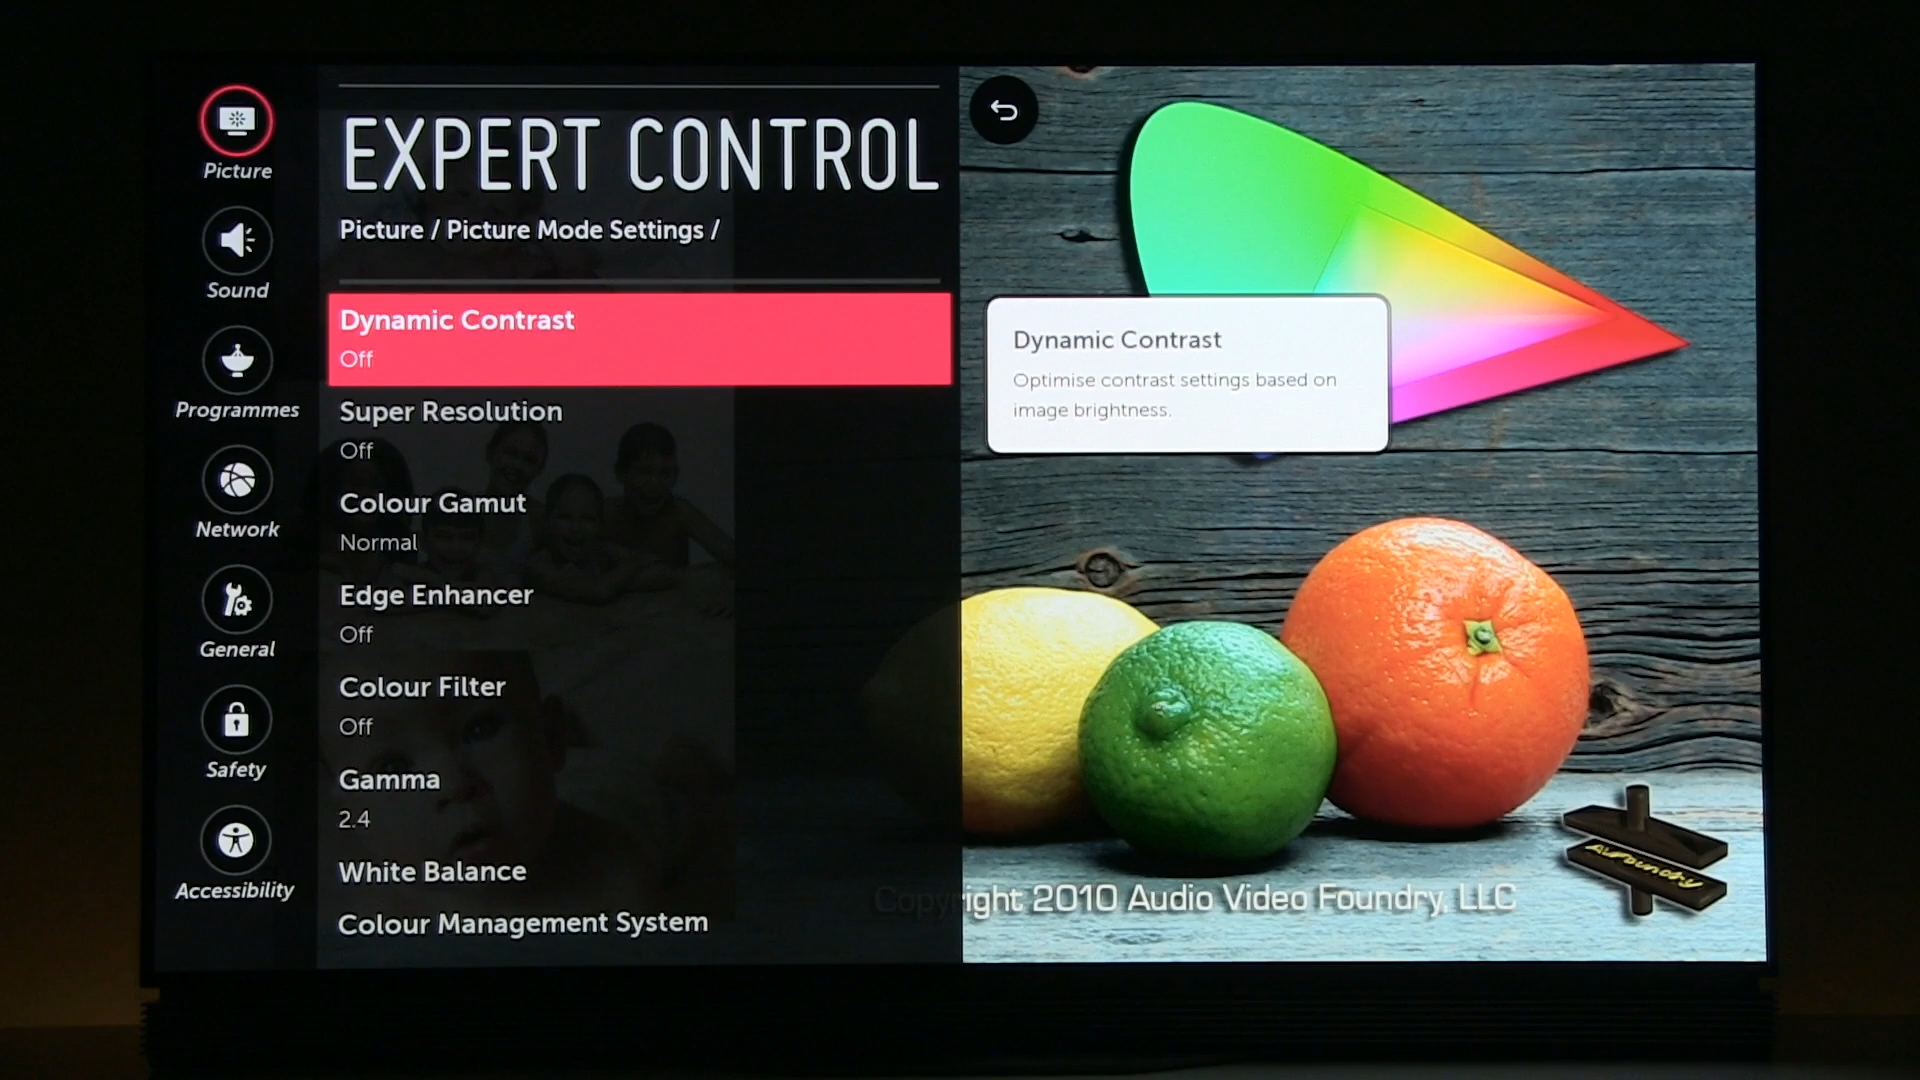 Picture
Sound
Programmes
Network
General
Safety
Accessibility
EXPERT CONTROL
Picture / Picture Mode Settings /
Dynamic Contrast
Off
Super Resolution
Off
Colour Gamut
Normal
Edge Enhancer
Off
Colour Filter
Off
Gamma
2.4
White Balance
Colour Management System
Dynamic Contrast
Optimise contrast settings based on
image brightness.
Copyright 2010 Audio Video Foundry, LLC
AVFoundry